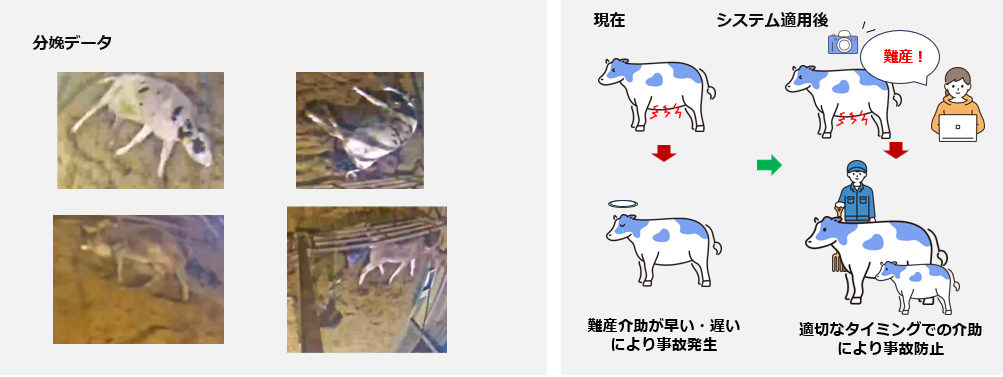 分娩データ
現在
システム適用後
難産！
難産介助が早い・遅い
により事故発生
適切なタイミングでの介助
により事故防止